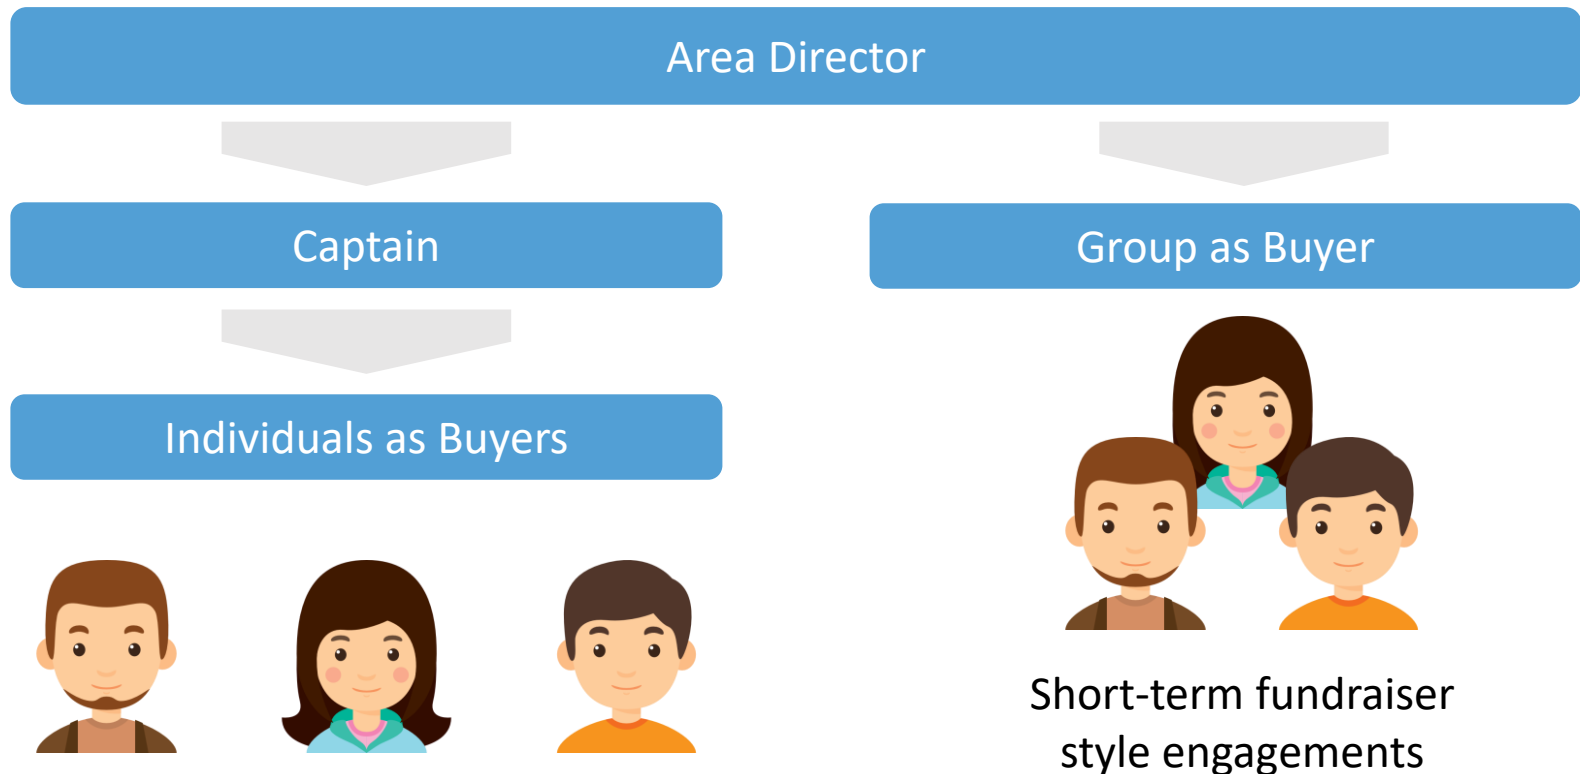 Area Director
Captain
Group as Buyer
Individuals as Buyers
Short-term fundraiser
style engagements